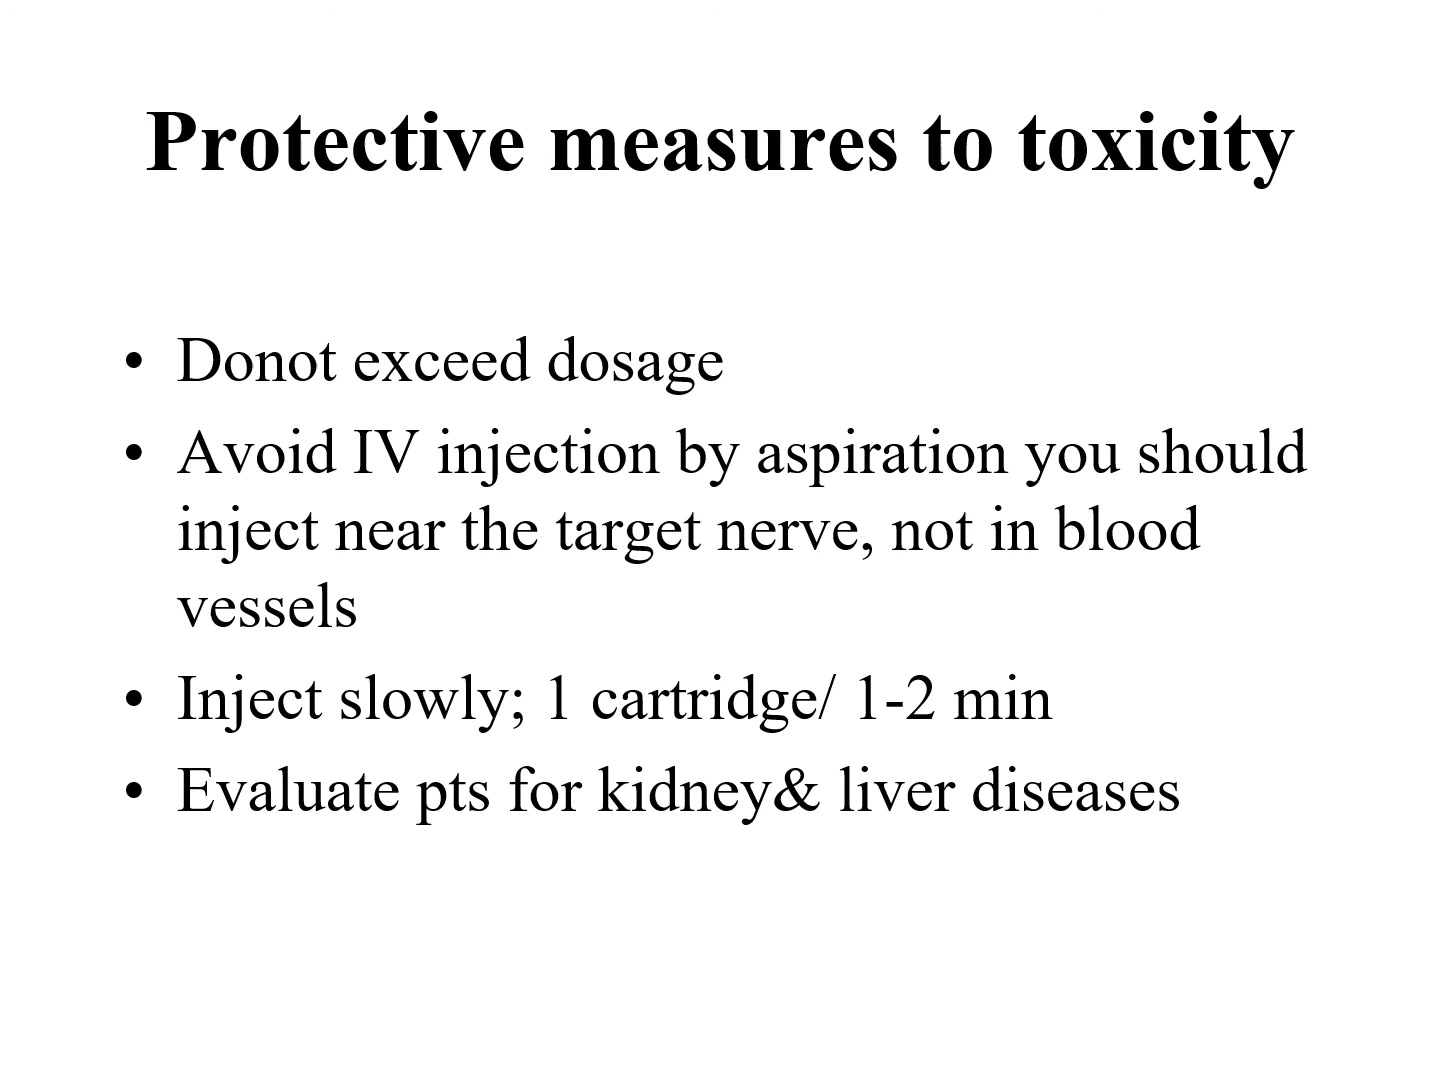 Protective measures to toxicity
• Donot exceed dosage
• Avoid IV injection by aspiration you should
inject near the target nerve, not in blood
vessels
• Inject slowly; 1 cartridge/ 1-2 min
• Evaluate pts for kidney& liver diseases